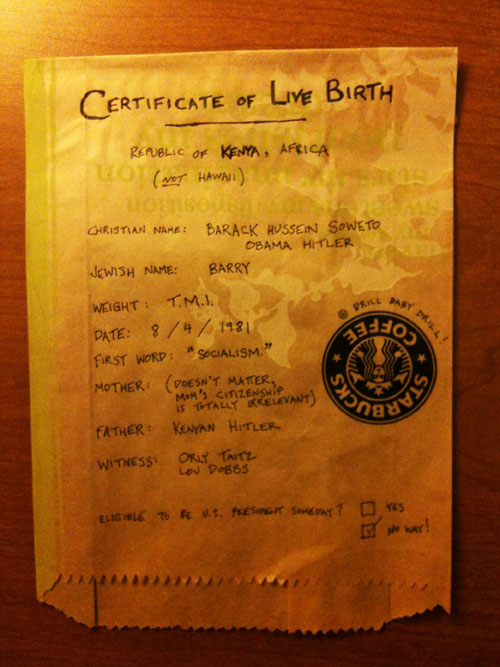 CERTIFICATE OF LIVE BIRTH
REPUBLIC OF KENYA, AFRICA
(NOT HAWAII)
CHRISTIAN NAME: BARACK HUSSEIN SOWETO
OBAMA HITLER
JEWISH NAME: BARRY
WEIGHT: T.M.I.
DATE: 8/4/1981
FIRST WORD: "SOCIALISM."
MOTHER: (DOESN'T MATTER,
MOM'S CITIZENSHIP
IS TOTALLY IRRELEVANT)
FATHER: KENYAN HITLER
WITNESS: ORLY TAITZ
LOU DOBBS
® DRILL BABY DRILL!
STARBUCKS
COFFEE
ELIGIBLE TO BE U.S. PRESIDENT SOMEDAY? YES
NO WAY!